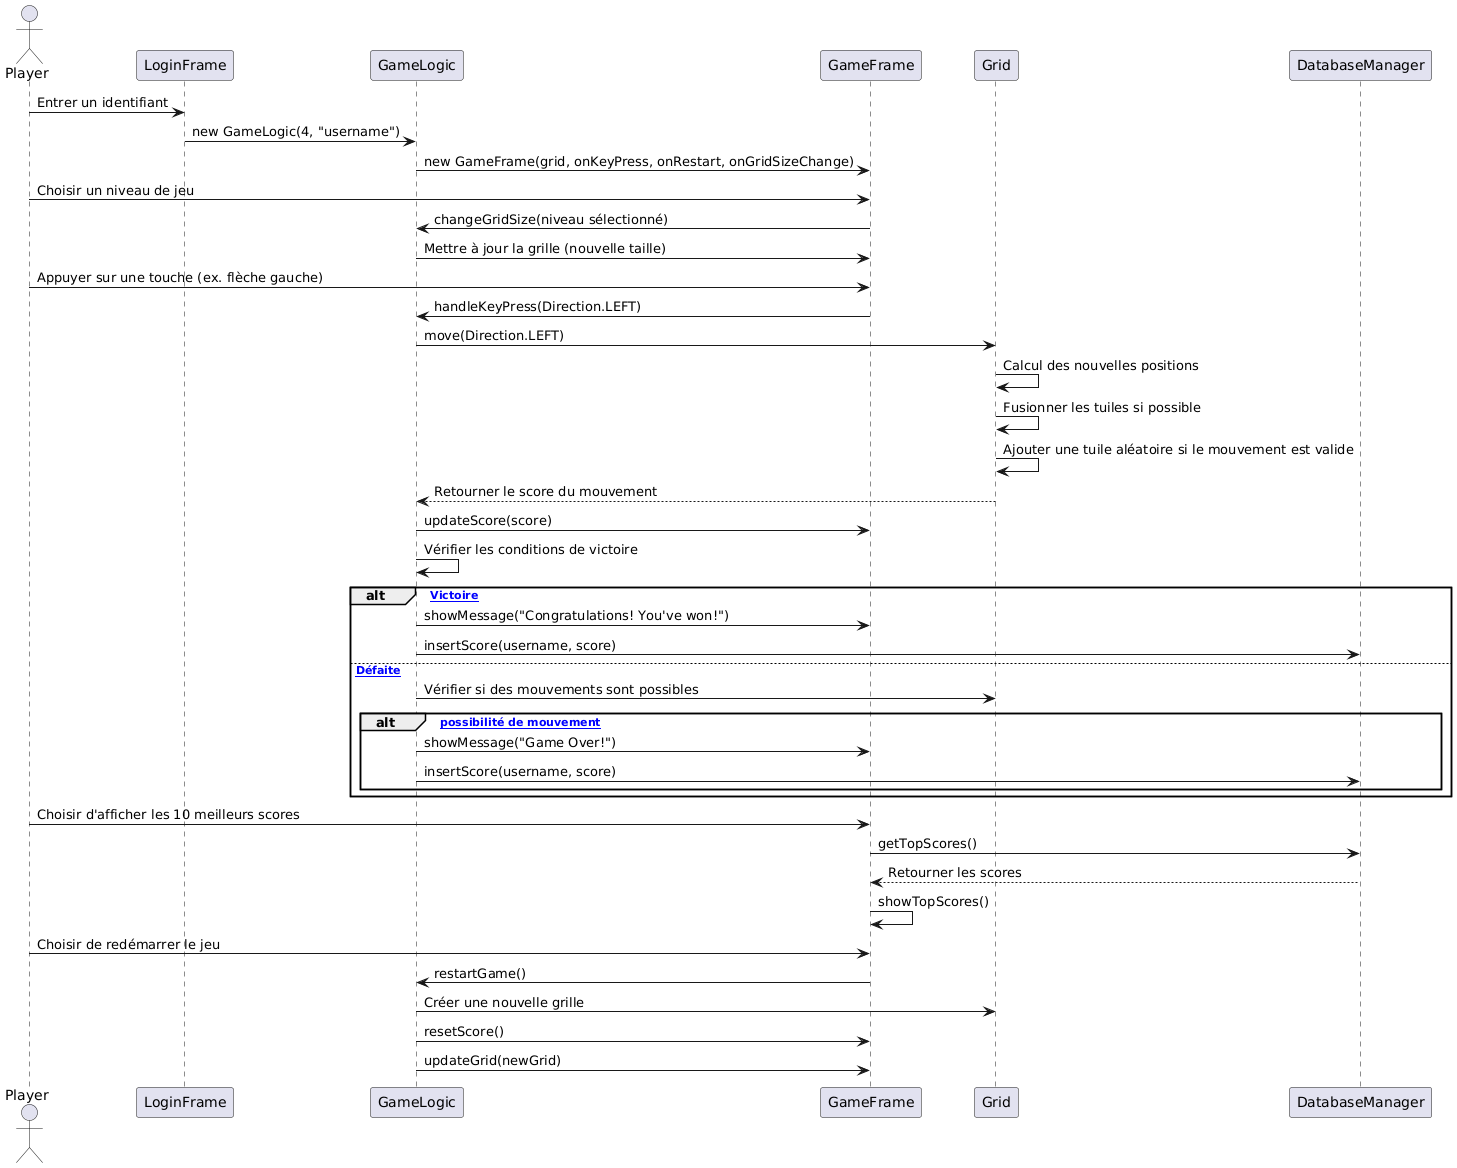 Player
LoginFrame
GameLogic
GameFrame
Grid
DatabaseManager
Entrer un identifiant
new GameLogic(4, "username")
new GameFrame(grid, onKeyPress, onRestart, onGridSizeChange)
Choisir un niveau de jeu
changeGridSize(niveau sélectionné)
Mettre à jour la grille (nouvelle taille)
Appuyer sur une touche (ex. flèche gauche)
handleKeyPress(Direction.LEFT)
move(Direction.LEFT)
Calcul des nouvelles positions
Fusionner les tuiles si possible
Ajouter une tuile aléatoire si le mouvement est valide
Retourner le score du mouvement
updateScore(score)
Vérifier les conditions de victoire
alt
Victoire
showMessage("Congratulations! You've won!")
insertScore(username, score)
Défaite
Vérifier si des mouvements sont possibles
alt
possibilité de mouvement
showMessage("Game Over!")
insertScore(username, score)
Choisir d'afficher les 10 meilleurs scores
getTopScores()
Retourner les scores
showTopScores()
Choisir de redémarrer le jeu
restartGame()
Créer une nouvelle grille
resetScore()
updateGrid(newGrid)
Player
LoginFrame
GameLogic
GameFrame
Grid
DatabaseManager